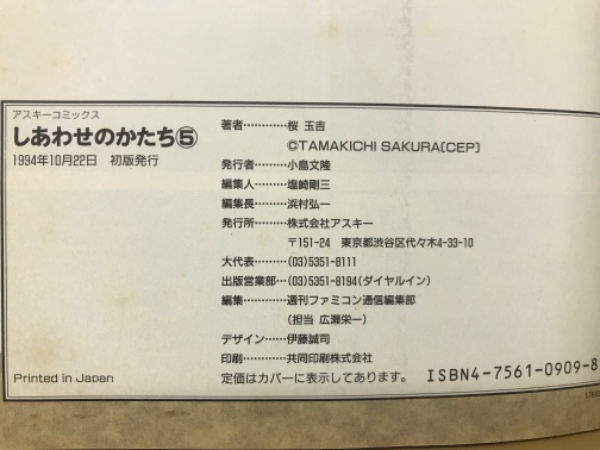 アスキーコミックス
しあわせのかたち⑤
1994年10月22日　初版発行
著者…………桜 玉吉
©TAMAKICHI SAKURA[CEP]
発行者………小島文隆
編集人………塩崎剛三
編集長………浜村弘一
発行所………株式会社アスキー
〒151-24　東京都渋谷区代々木4-33-10
大代表………(03)5351-8111
出版営業部…(03)5351-8194(ダイヤルイン)
編集…………週刊ファミコン通信編集部
(担当 広瀬栄一)
デザイン……伊藤誠司
印刷…………共同印刷株式会社
定価はカバーに表示してあります。
ISBN4-7561-0909-8
Printed in Japan